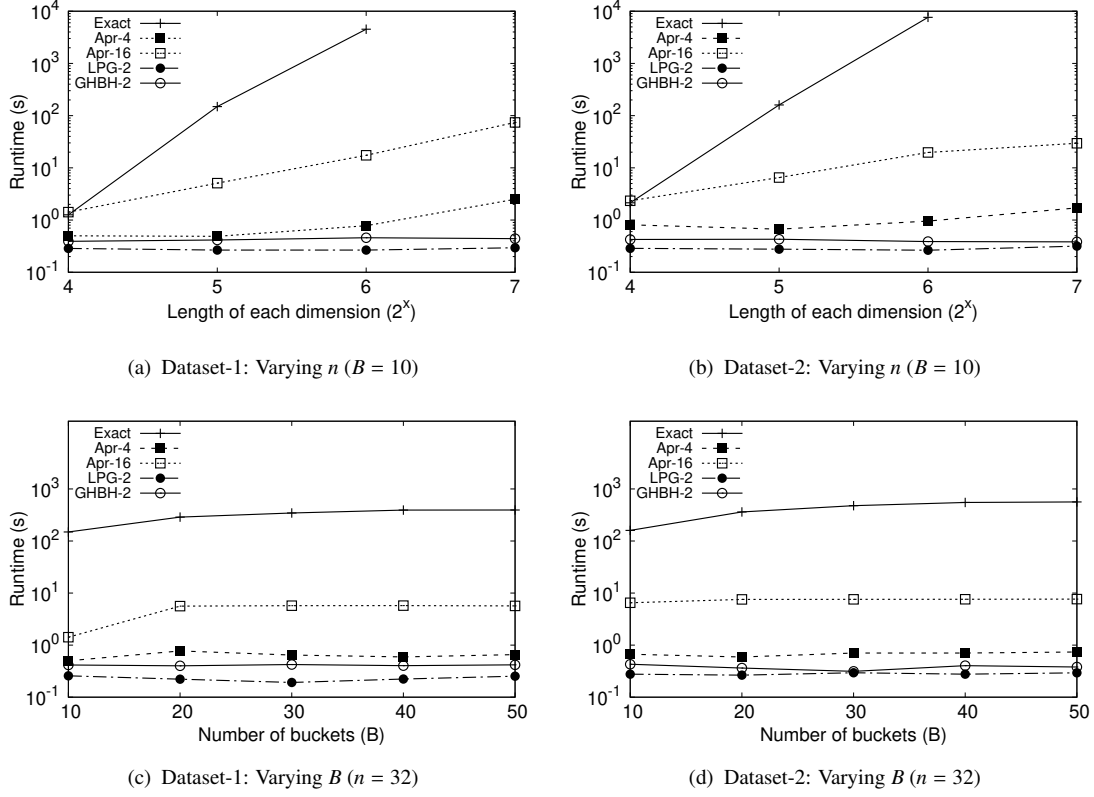 Exact
Apr-4
Apr-16
LPG-2
GHBH-2
10^4
10^3
10^2
10^1
10^0
10^-1
Runtime (s)
4 5 6 7
Length of each dimension (2^x)
(a) Dataset-1: Varying n (B = 10)
Exact
Apr-4
Apr-16
LPG-2
GHBH-2
10^4
10^3
10^2
10^1
10^0
10^-1
Runtime (s)
4 5 6 7
Length of each dimension (2^x)
(b) Dataset-2: Varying n (B = 10)
Exact
Apr-4
Apr-16
LPG-2
GHBH-2
10^3
10^2
10^1
10^0
10^-1
Runtime (s)
10 20 30 40 50
Number of buckets (B)
(c) Dataset-1: Varying B (n = 32)
Exact
Apr-4
Apr-16
LPG-2
GHBH-2
10^3
10^2
10^1
10^0
10^-1
Runtime (s)
10 20 30 40 50
Number of buckets (B)
(d) Dataset-2: Varying B (n = 32)